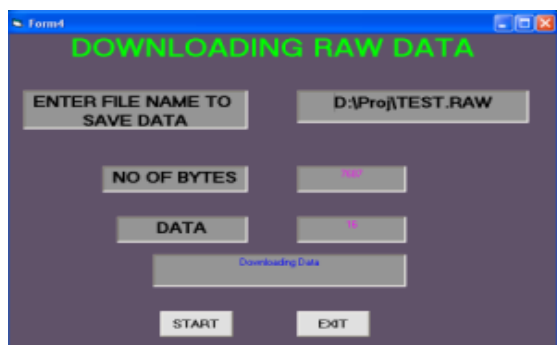 Form4
DOWNLOADING RAW DATA
ENTER FILE NAME TO
SAVE DATA
D:\Proj\TEST.RAW
NO OF BYTES
DATA
Downloading Data
START
EXIT